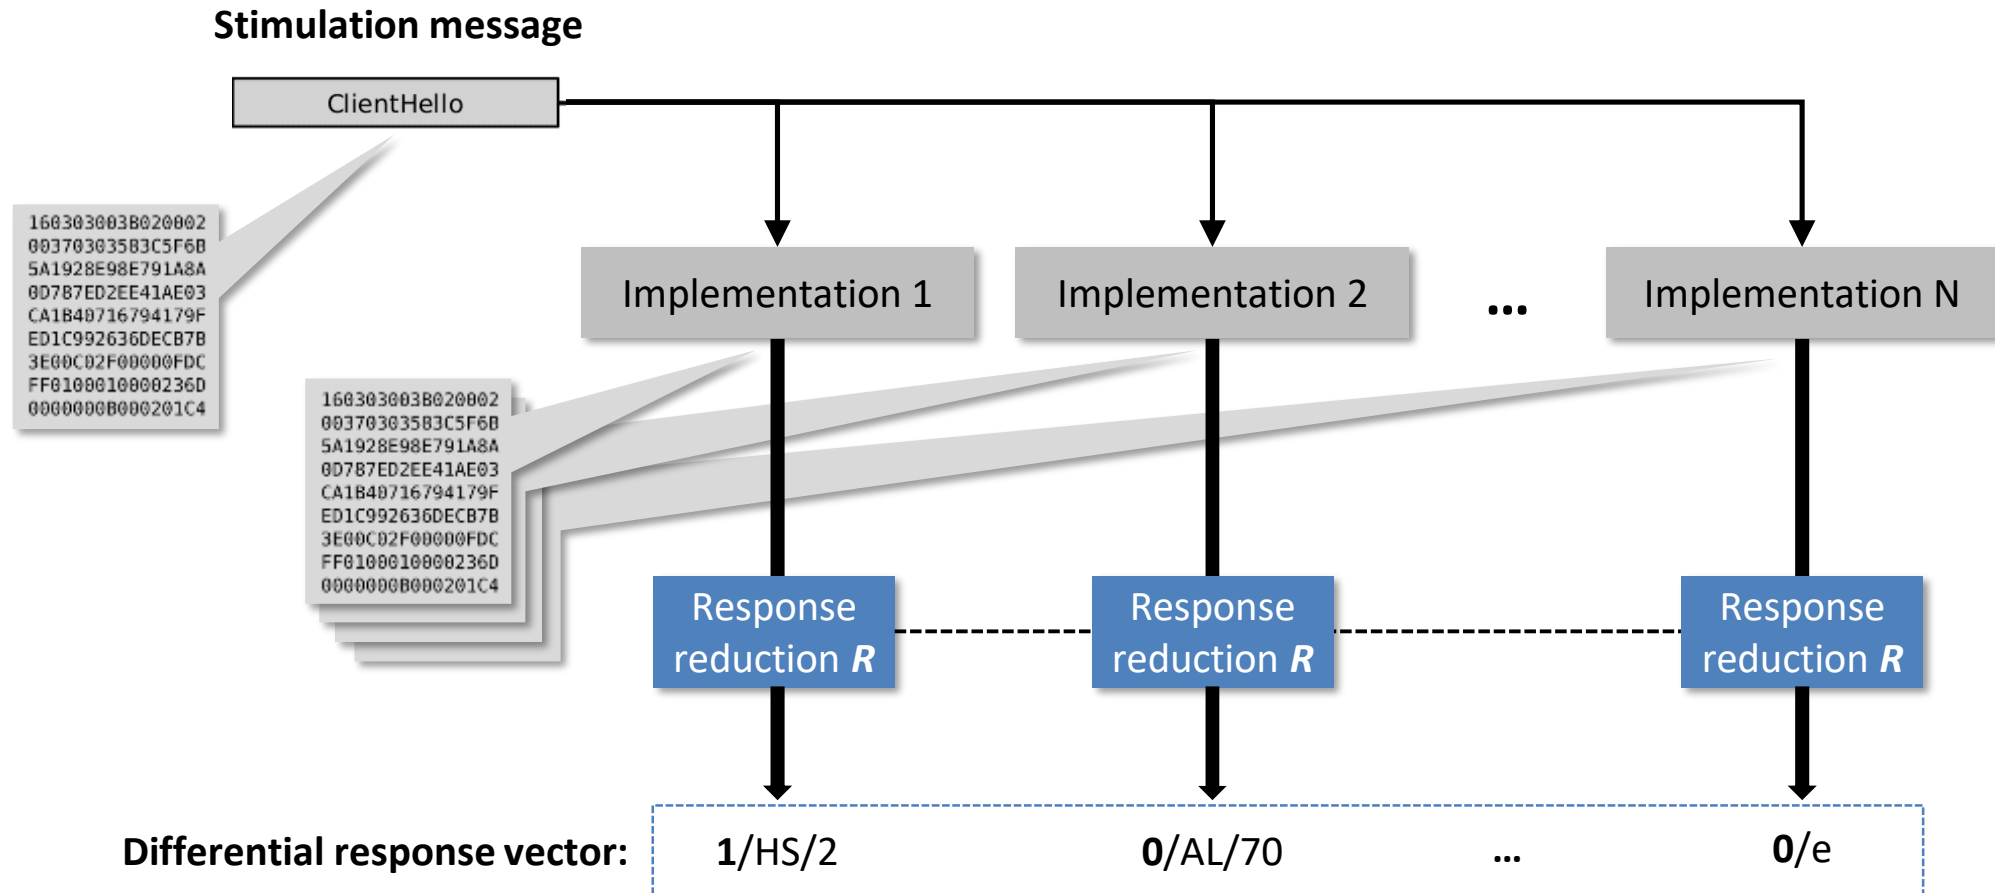 Stimulation message
ClientHello
160303003B020002
00370303583C5F6B
5A1928E98E791A8A
0D787ED2EE41AE03
CA1B40716794179F
ED1C992636DECB7B
3E00C02F00000FDC
FF0100010000236D
0000000B000201C4
Implementation 1
Implementation 2
...
Implementation N
160303003B020002
00370303583C5F6B
5A1928E98E791A8A
0D787ED2EE41AE03
CA1B40716794179F
ED1C992636DECB7B
3E00C02F00000FDC
FF0100010000236D
0000000B000201C4
Response
reduction R
Response
reduction R
Response
reduction R
Differential response vector: 1/HS/2 0/AL/70 ... 0/e